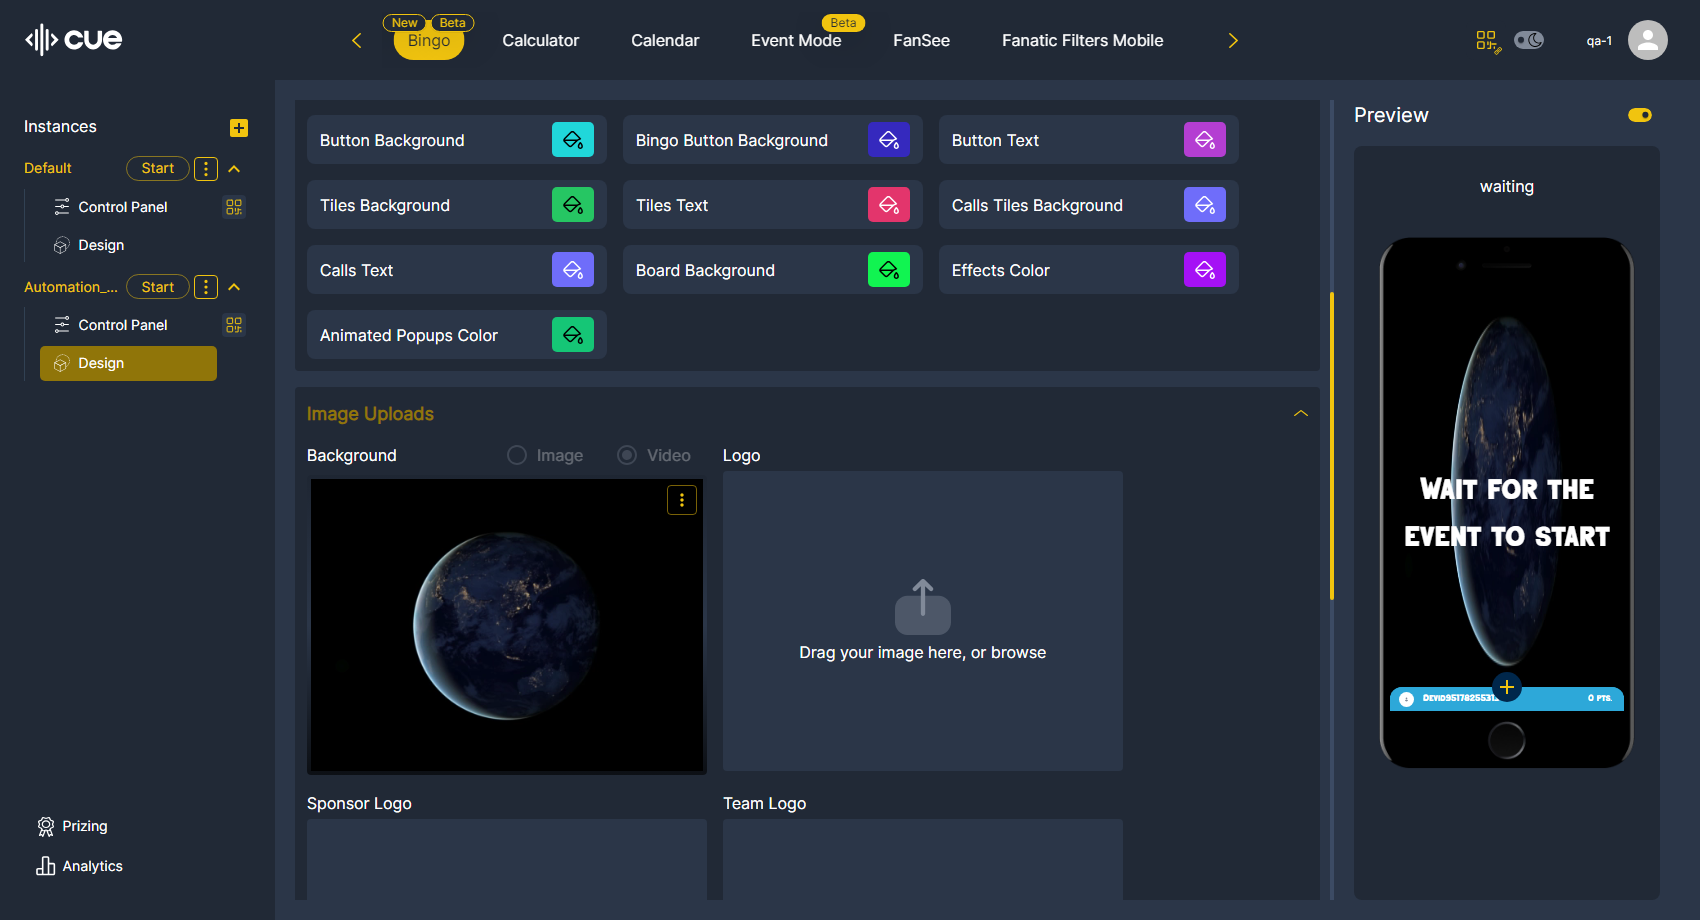 cue
New
Beta
Bingo
Calculator
Calendar
Beta
Event Mode
FanSee
Fanatic Filters Mobile
qa-1
Instances
Default
Start
Control Panel
Design
Automation_...
Start
Control Panel
Design
Prizing
Analytics
Button Background
Bingo Button Background
Button Text
Tiles Background
Tiles Text
Calls Tiles Background
Calls Text
Board Background
Effects Color
Animated Popups Color
Image Uploads
Background
Image
Video
Logo
Drag your image here, or browse
Sponsor Logo
Team Logo
Preview
waiting
Wait for the
event to start
0 pts.